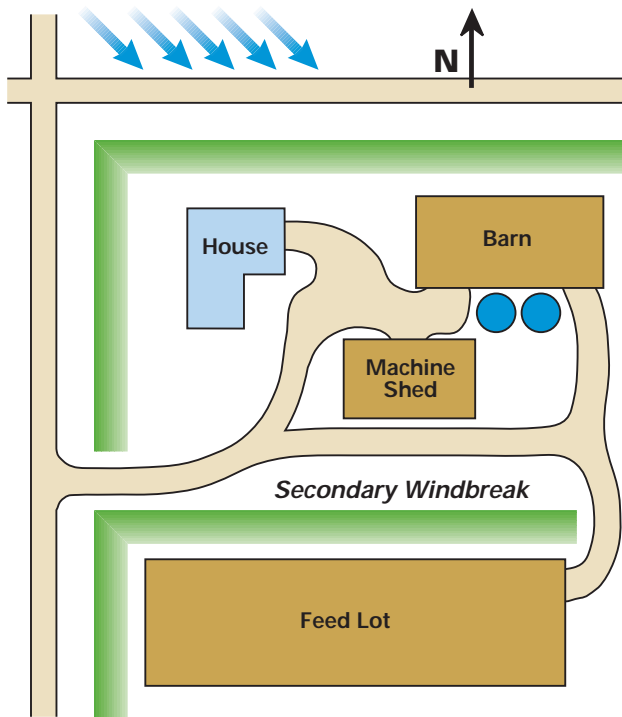 N
House
Barn
Machine
Shed
Secondary Windbreak
Feed Lot